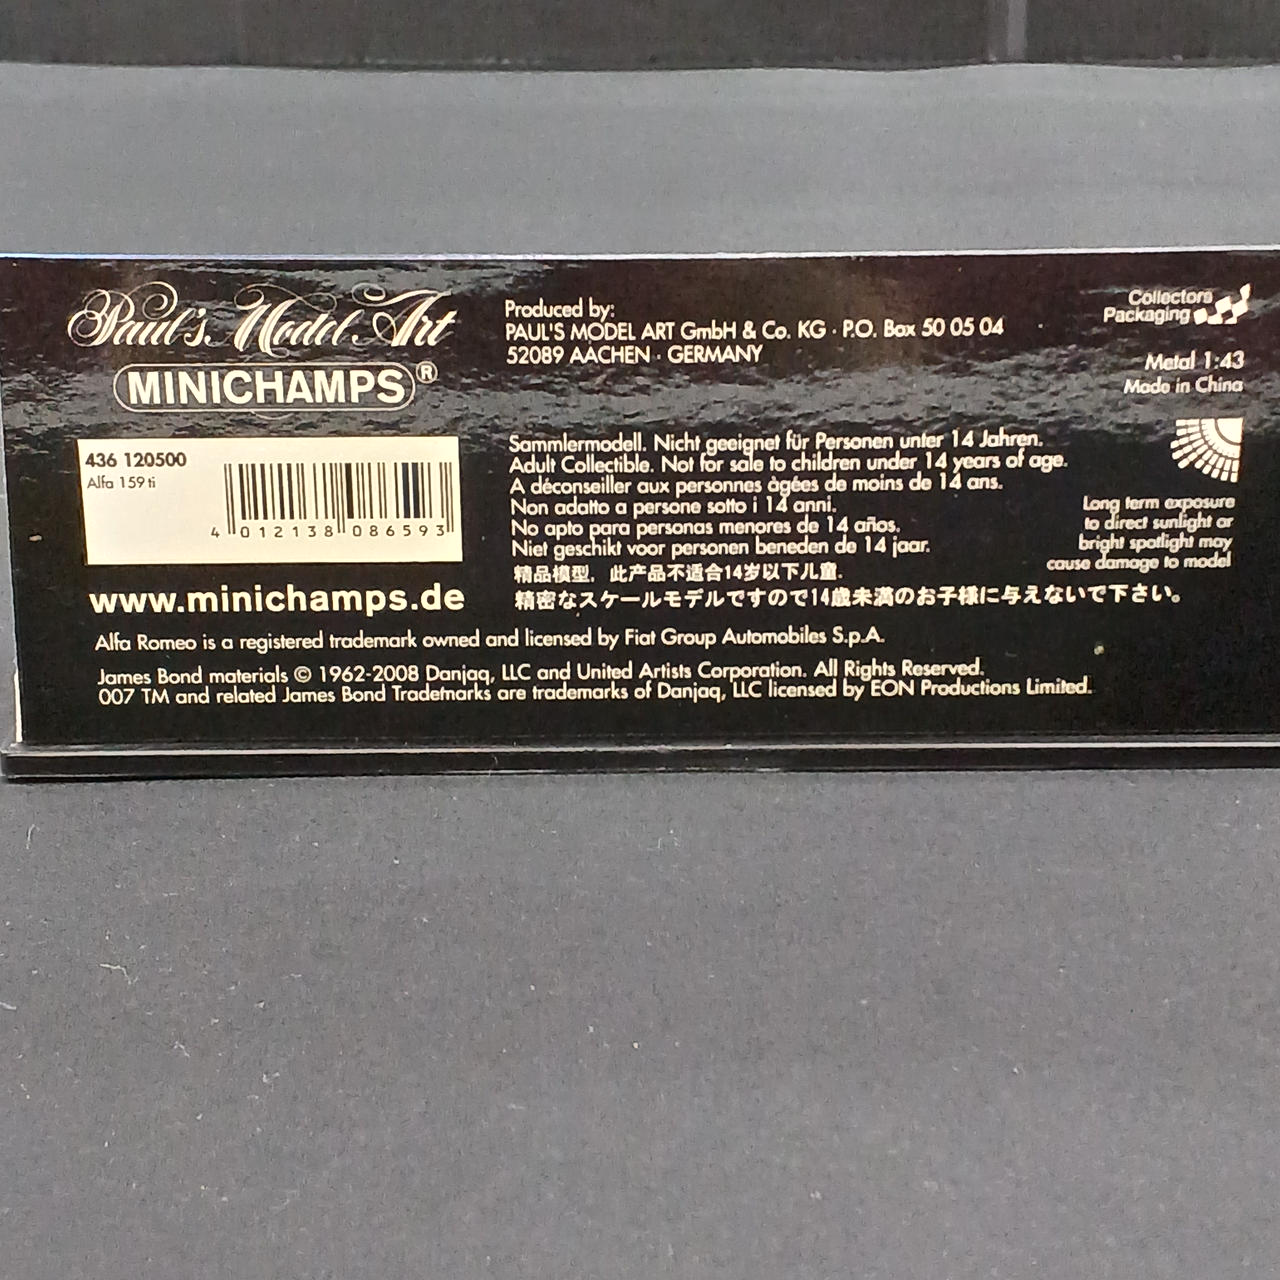 Paul's Model Art
MINICHAMPS®
436 120500
Alfa 159 ti
4 012138 086593
www.minichamps.de
Produced by:
PAUL'S MODEL ART GmbH & Co. KG · P.O. Box 50 05 04
52089 AACHEN · GERMANY
Sammlermodell. Nicht geeignet für Personen unter 14 Jahren.
Adult Collectible. Not for sale to children under 14 years of age.
A déconseiller aux personnes àgées de moins de 14 ans.
Non adatto a persone sotto i 14 anni.
No apto para personas menores de 14 años.
Niet geschikt voor personen beneden de 14 jaar.
精品模型，此产品不适合14岁以下儿童.
精密なスケールモデルですので14歳未満のお子様に与えないで下さい。
Collectors
Packaging
Metal 1:43
Made in China
Long term exposure
to direct sunlight or
bright spotlight may
cause damage to model
Alfa Romeo is a registered trademark owned and licensed by Fiat Group Automobiles S.p.A.
James Bond materials © 1962-2008 Danjaq, LLC and United Artists Corporation. All Rights Reserved.
007 TM and related James Bond Trademarks are trademarks of Danjaq, LLC licensed by EON Productions Limited.